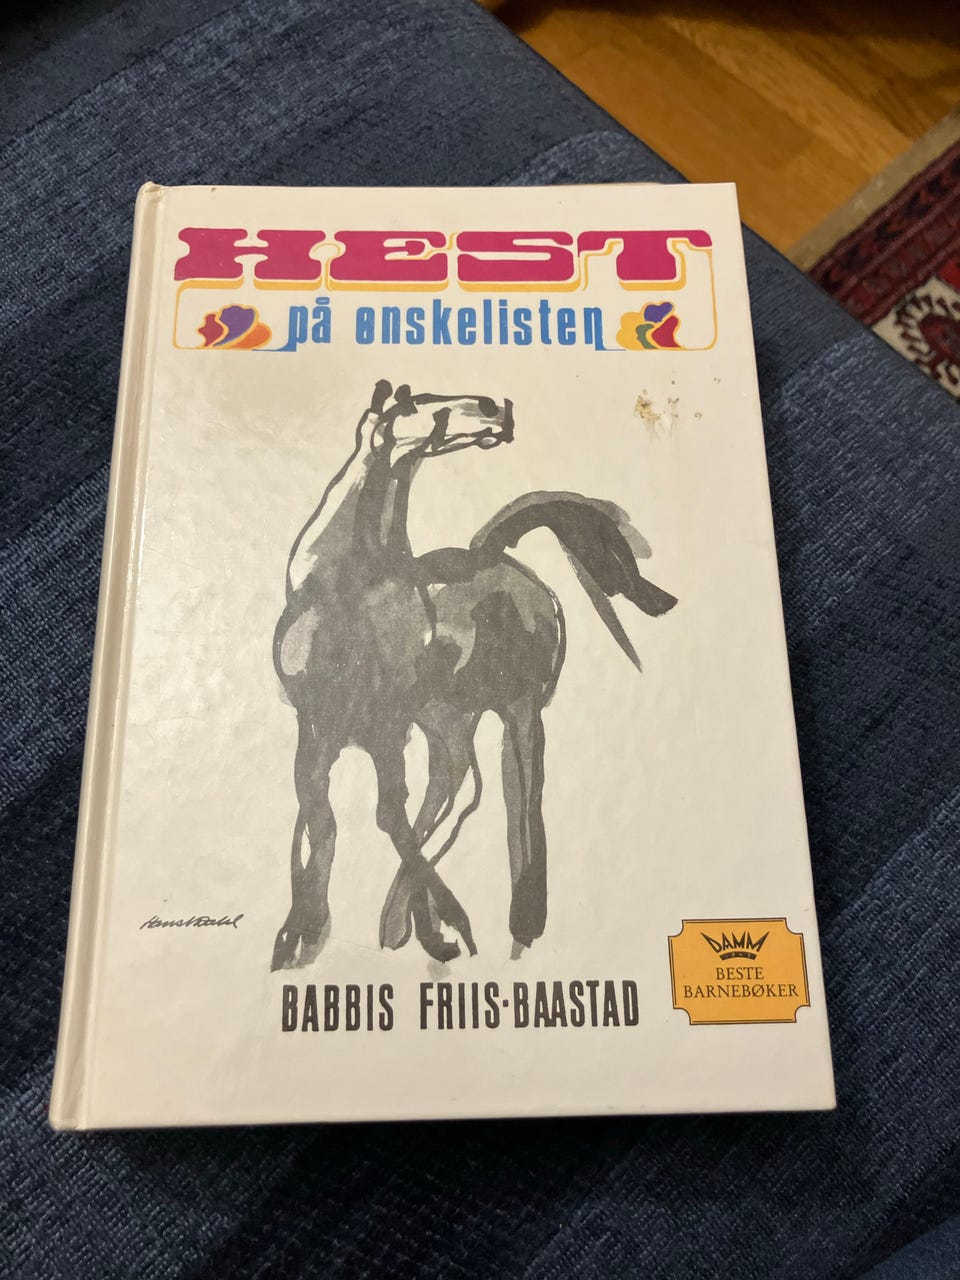 HEST
på ønskelisten
BABBIS FRIIS-BAASTAD
DAMM
BESTE
BARNEBØKER